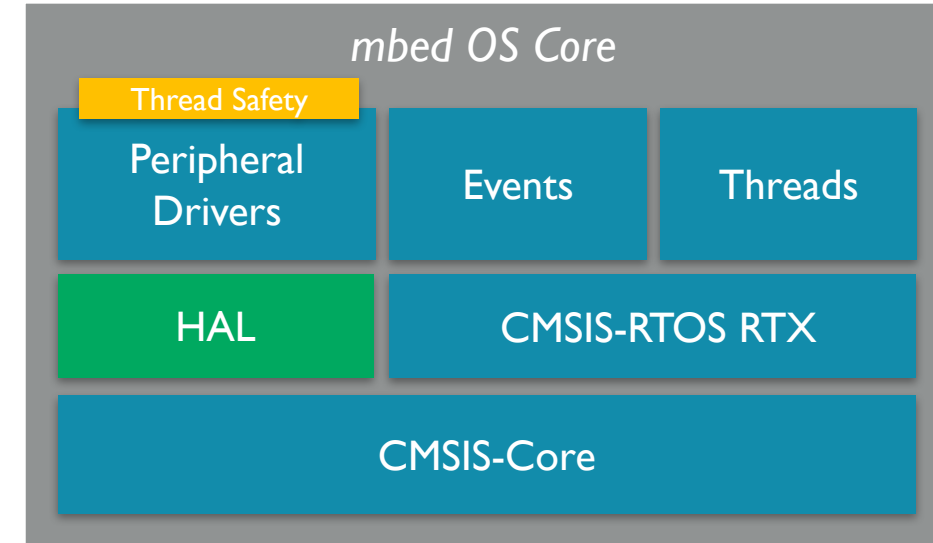 mbed OS Core
Thread Safety
Peripheral
Drivers
Events
Threads
HAL
CMSIS-RTOS RTX
CMSIS-Core